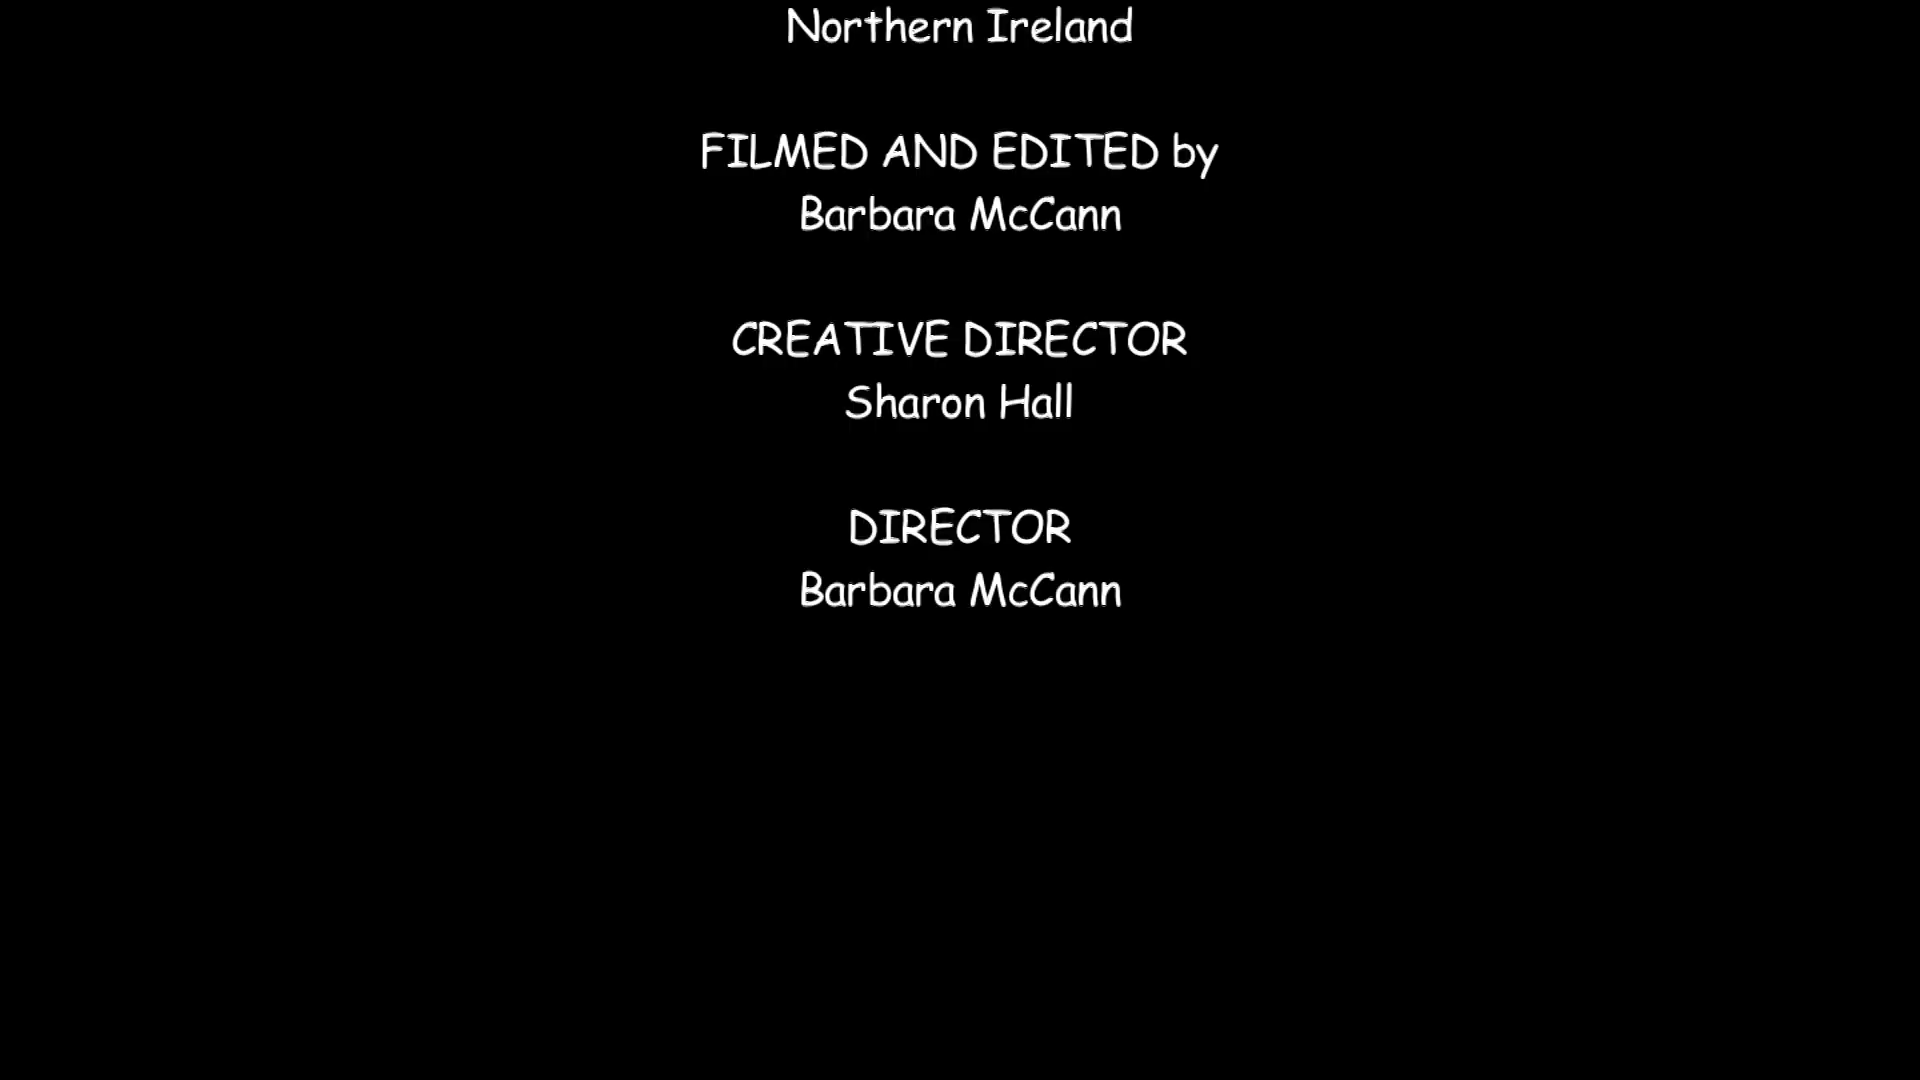 Northern Ireland
FILMED AND EDITED by
Barbara McCann
CREATIVE DIRECTOR
Sharon Hall
DIRECTOR
Barbara McCann